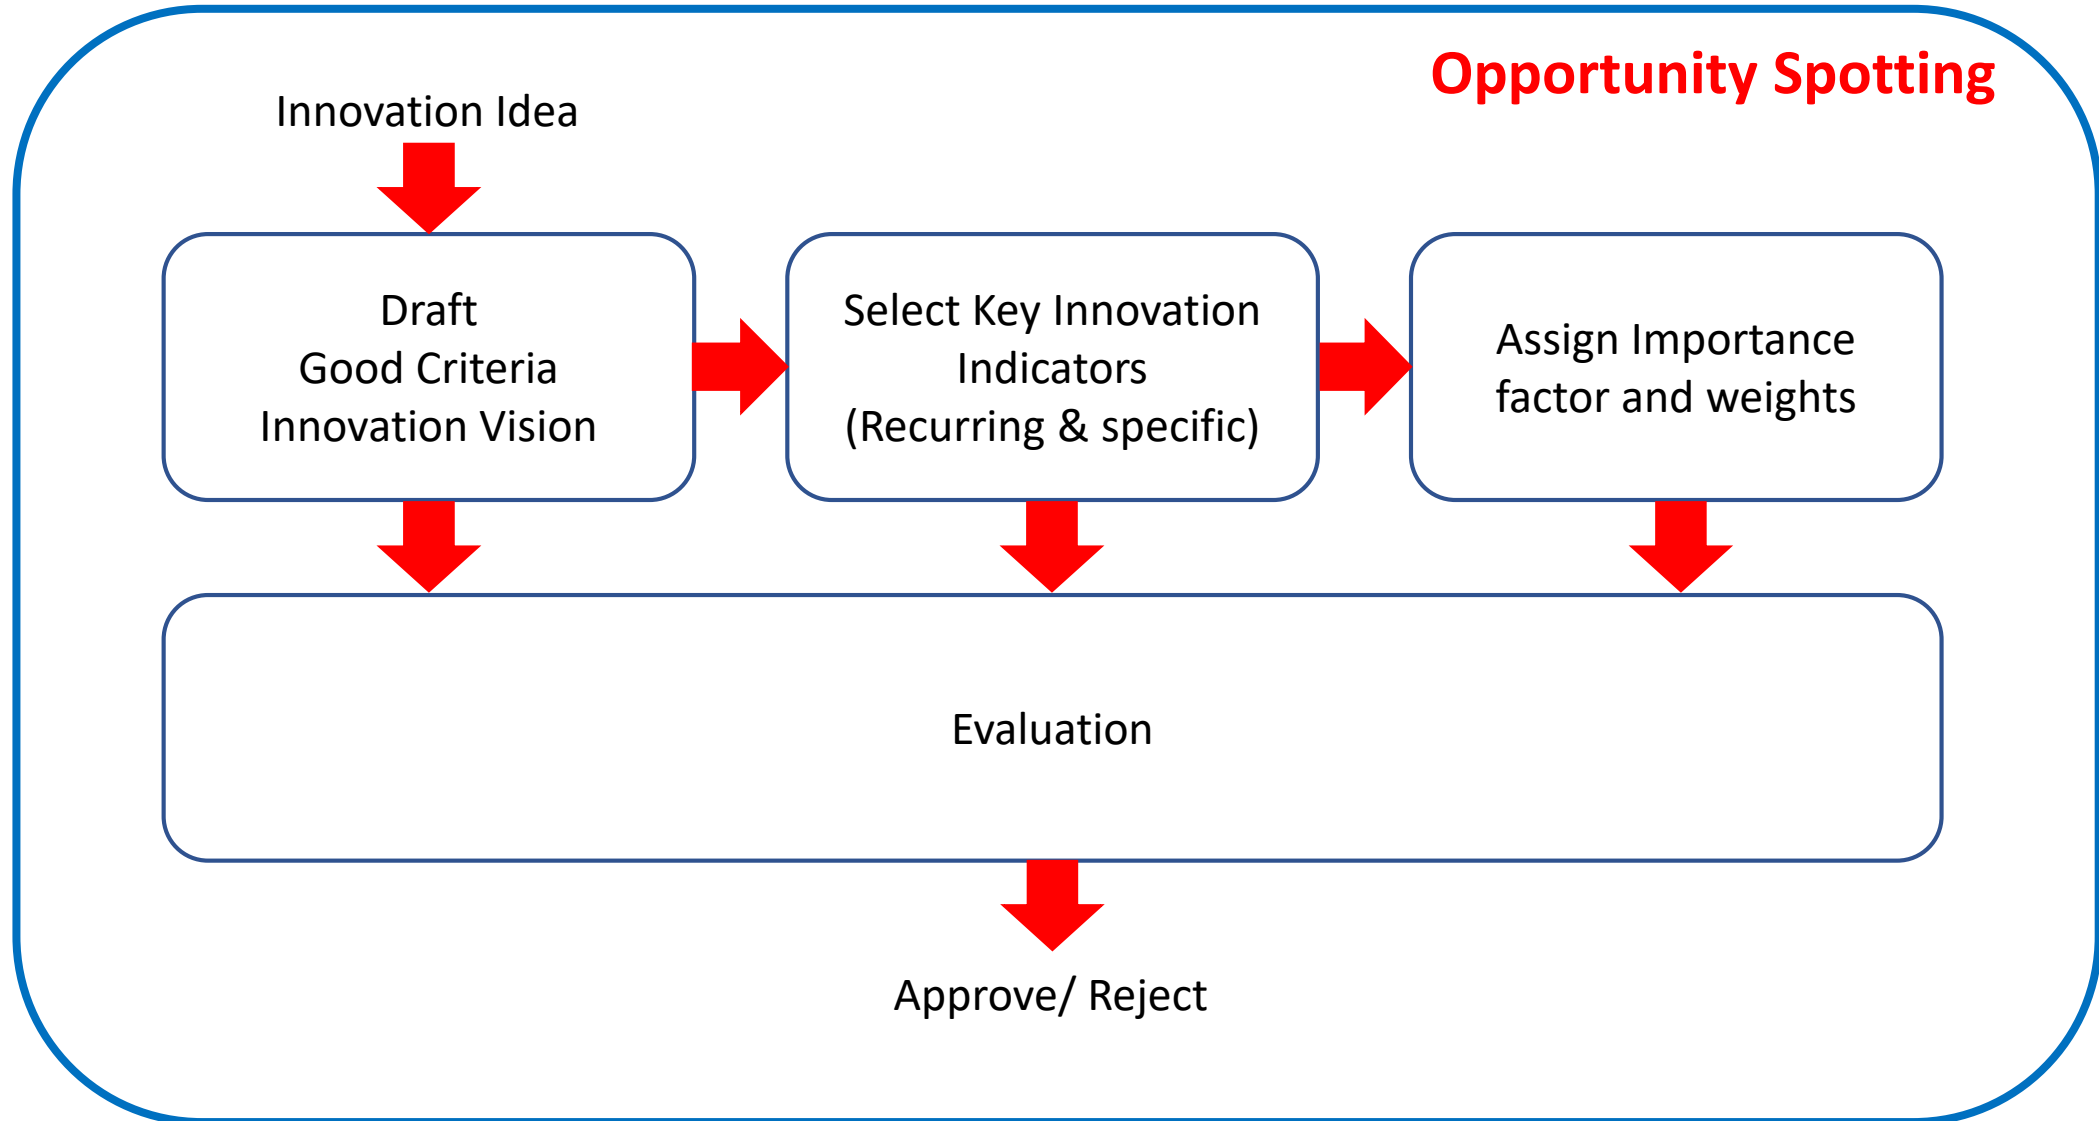 Opportunity Spotting
Innovation Idea
Draft
Good Criteria
Innovation Vision
Select Key Innovation
Indicators
(Recurring & specific)
Assign Importance
factor and weights
Evaluation
Approve/ Reject